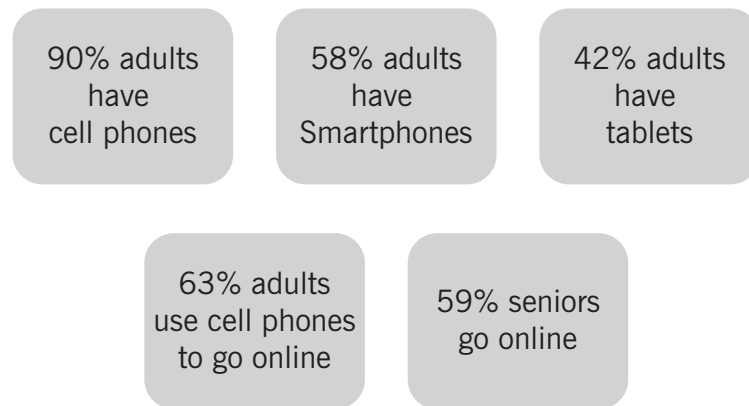 90% adults
have
cell phones
58% adults
have
Smartphones
42% adults
have
tablets
63% adults
use cell phones
to go online
59% seniors
go online